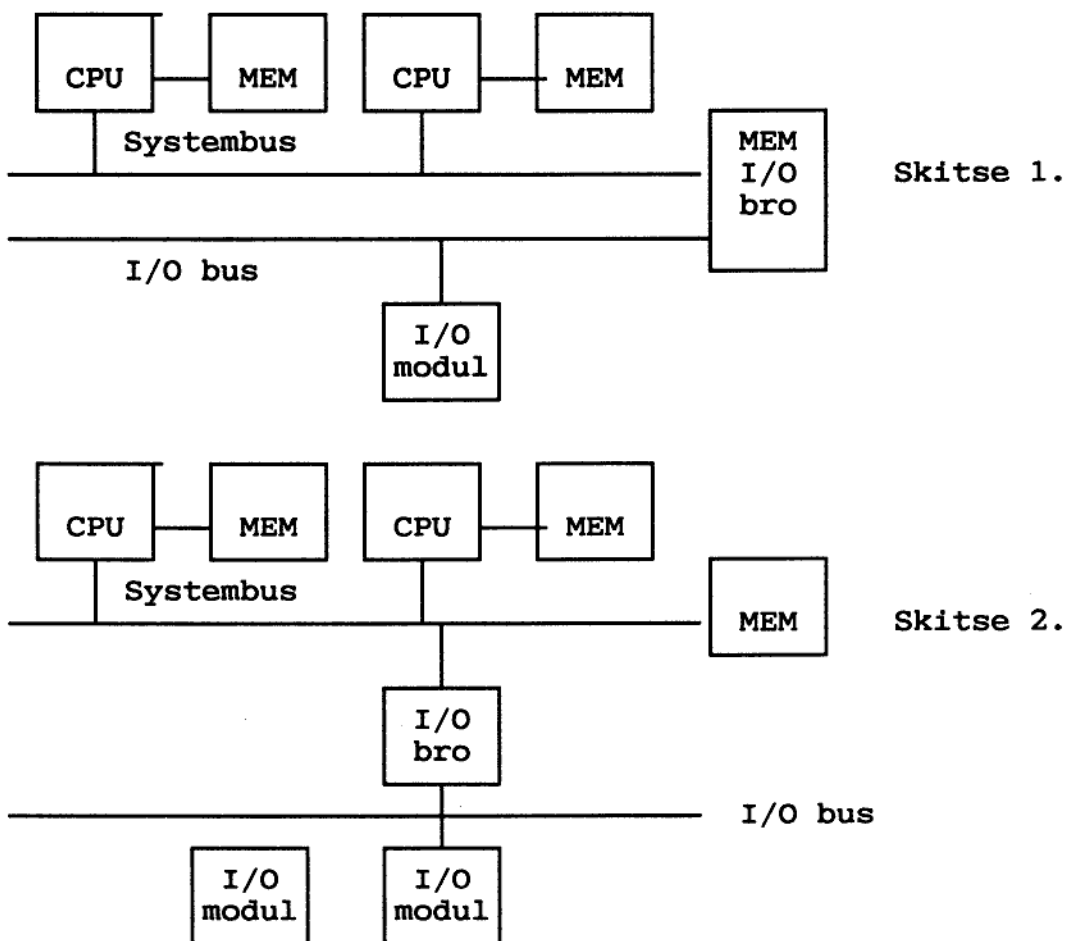 CPU MEM CPU MEM
Systembus
MEM
I/O
bro
Skitse 1.
I/O bus
I/O
modul
CPU MEM CPU MEM
Systembus
MEM
Skitse 2.
I/O
bro
I/O bus
I/O
modul
I/O
modul